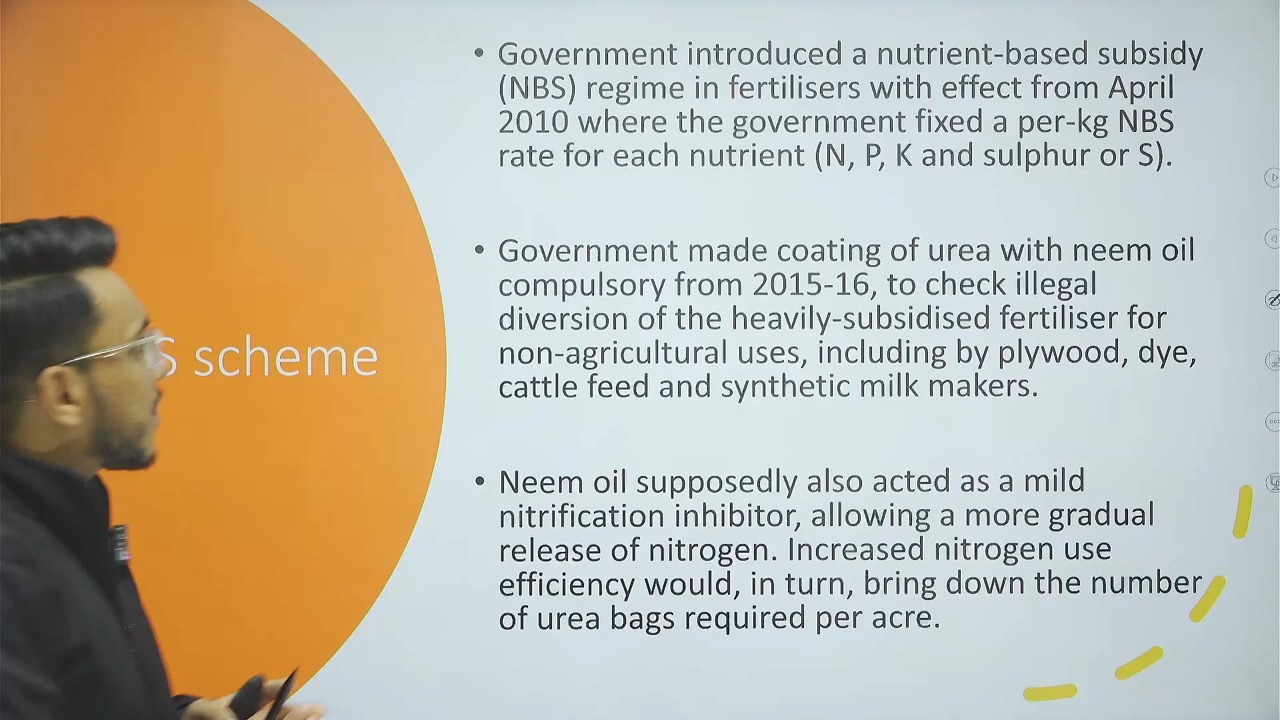 S scheme
• Government introduced a nutrient-based subsidy
(NBS) regime in fertilisers with effect from April
2010 where the government fixed a per-kg NBS
rate for each nutrient (N, P, K and sulphur or S).
• Government made coating of urea with neem oil
compulsory from 2015-16, to check illegal
diversion of the heavily-subsidised fertiliser for
non-agricultural uses, including by plywood, dye,
cattle feed and synthetic milk makers.
• Neem oil supposedly also acted as a mild
nitrification inhibitor, allowing a more gradual
release of nitrogen. Increased nitrogen use
efficiency would, in turn, bring down the number
of urea bags required per acre.